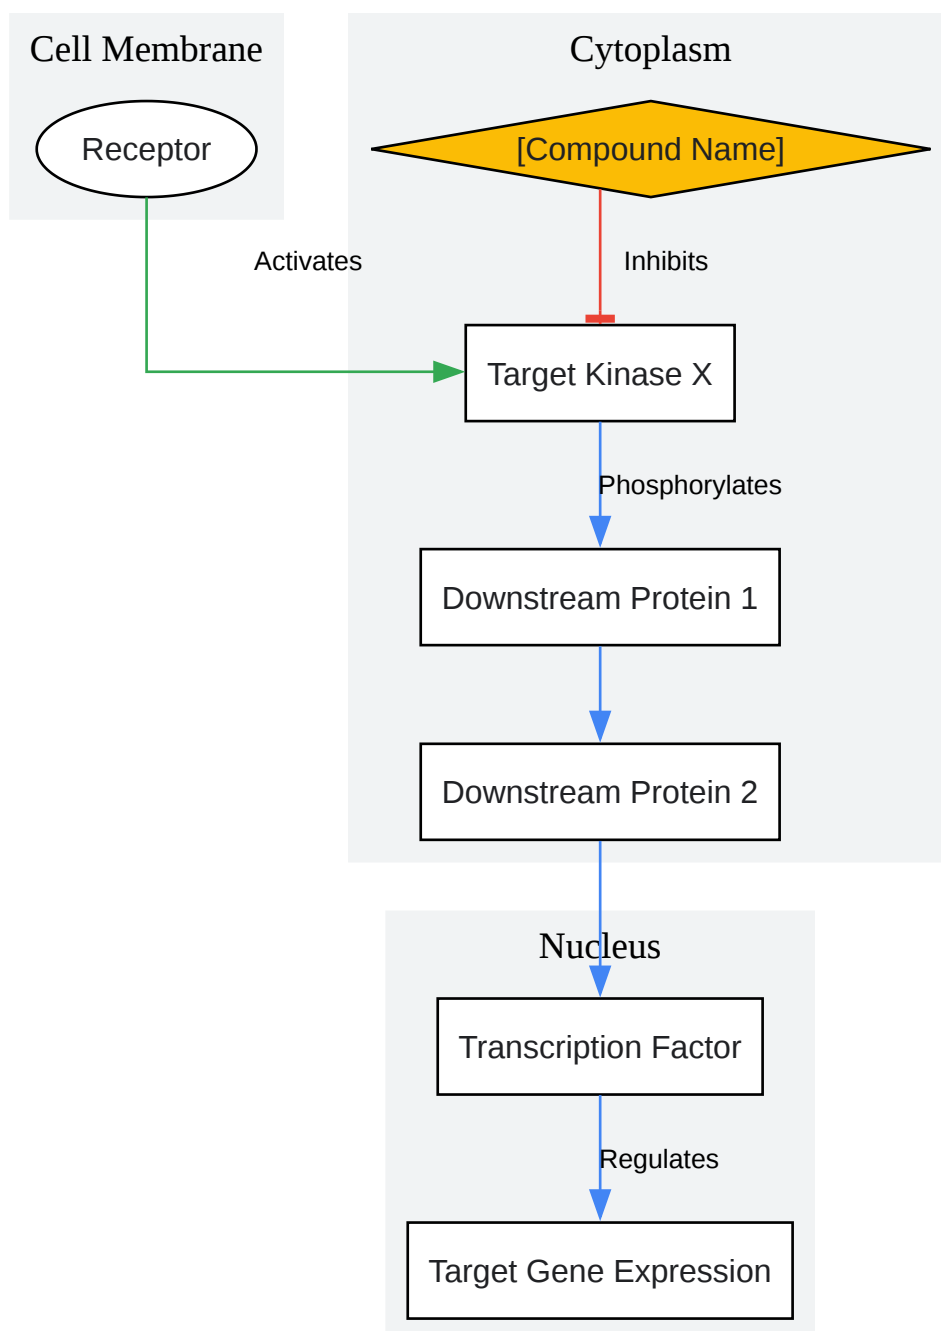 Cell Membrane
Cytoplasm
Receptor
[Compound Name]
Activates
Inhibits
Target Kinase X
Phosphorylates
Downstream Protein 1
Downstream Protein 2
Nucleus
Transcription Factor
Regulates
Target Gene Expression